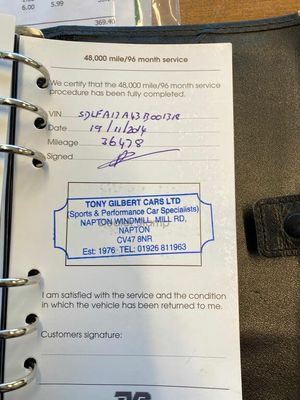 6.00 5.99
369.40
48,000 mile/96 month service
We certify that the 48,000 mile/96 month service
procedure has been fully completed.
VIN SDLFA17A43B001318
Date 19/11/2014
Mileage 36478
Signed
TONY GILBERT CARS LTD
(Sports & Performance Car Specialists)
NAPTON WINDMILL, MILL RD,
NAPTON
CV47 8NR
Est: 1976 TEL: 01926 811963
I am satisfied with the service and the condition
in which the vehicle has been returned to me.
Customers signature: